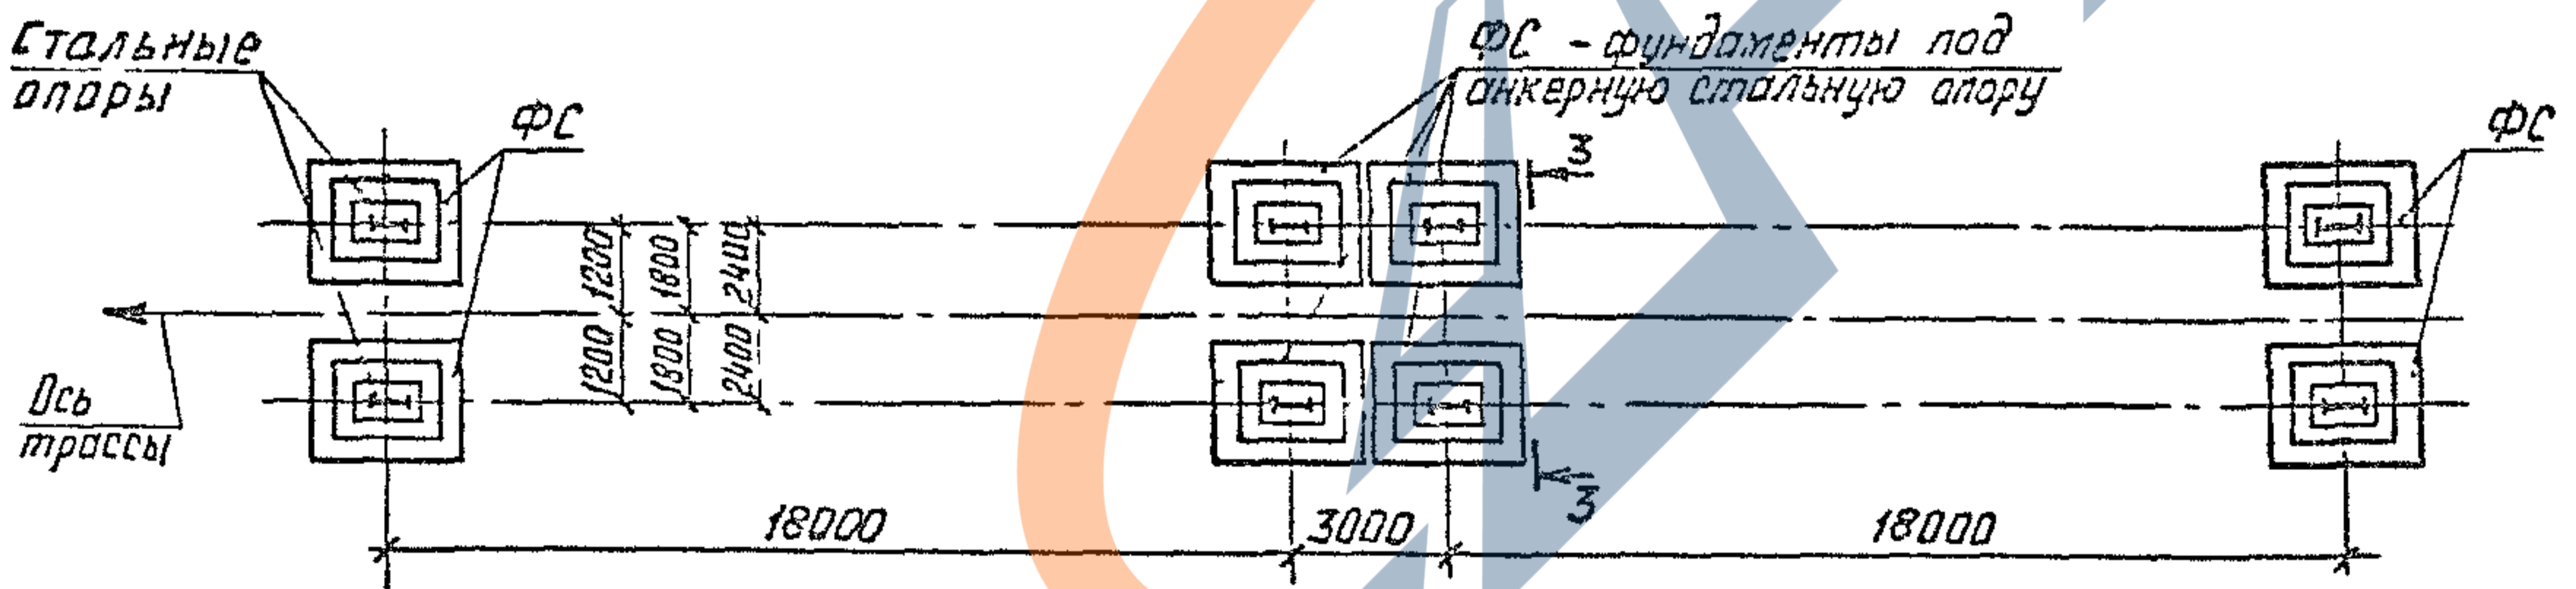 Стальные
опоры
ФС
ФС - фундаменты под
анкерную стальную опору
ФС
3
1200 1200
1800 1800
2400 2400
Ось
трассы
3
18000
3000
18000